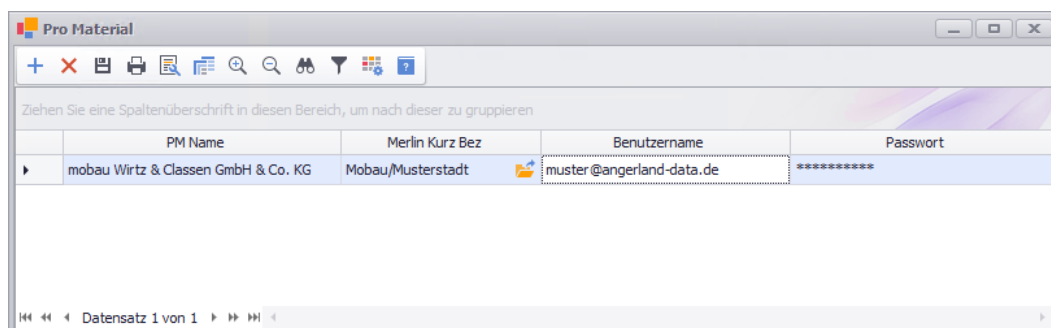 Pro Material
Ziehen Sie eine Spaltenüberschrift in diesen Bereich, um nach dieser zu gruppieren
PM Name Merlin Kurz Bez Benutzername Passwort
mobau Wirtz & Classen GmbH & Co. KG Mobau/Musterstadt muster@angerland-data.de **********
Datensatz 1 von 1